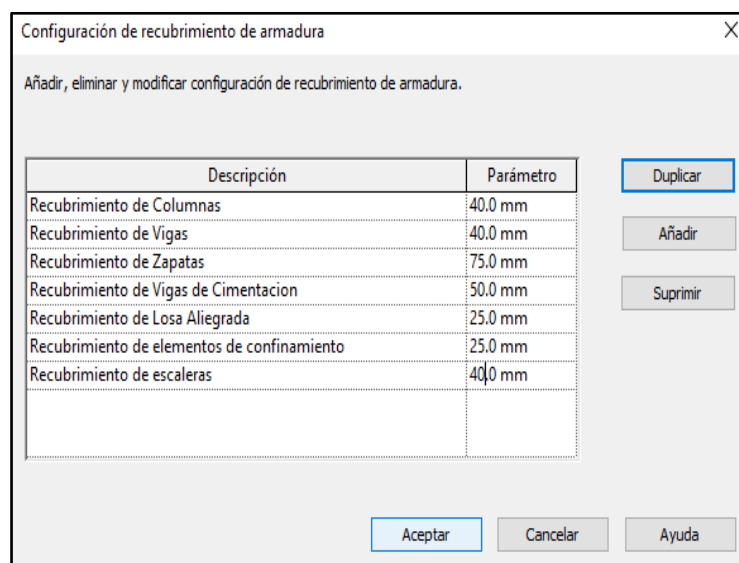 Configuración de recubrimiento de armadura
Añadir, eliminar y modificar configuración de recubrimiento de armadura.
Descripción Parámetro
Recubrimiento de Columnas 40.0 mm
Recubrimiento de Vigas 40.0 mm
Recubrimiento de Zapatas 75.0 mm
Recubrimiento de Vigas de Cimentacion 50.0 mm
Recubrimiento de Losa Aliegrada 25.0 mm
Recubrimiento de elementos de confinamiento 25.0 mm
Recubrimiento de escaleras 40.0 mm
Duplicar
Añadir
Suprimir
Aceptar Cancelar Ayuda